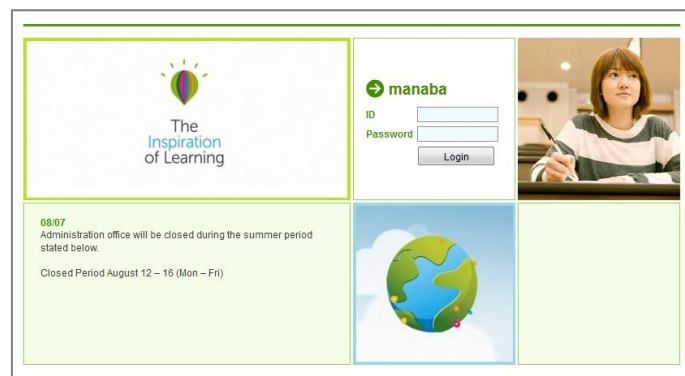 The
Inspiration
of Learning
manaba
ID
Password
Login
08/07
Administration office will be closed during the summer period
stated below.
Closed Period August 12 – 16 (Mon – Fri)